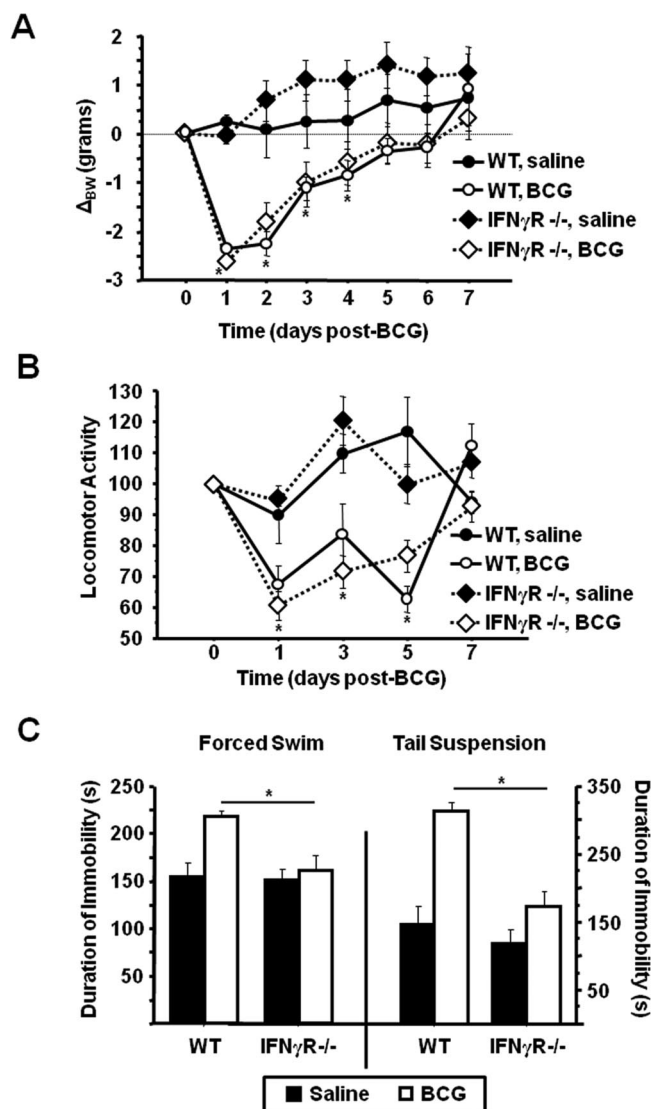 A
Δ BW (grams)
2
1
0
-1
-2
-3
* * * *
WT, saline
WT, BCG
IFNγR -/-, saline
IFNγR -/-, BCG
0 1 2 3 4 5 6 7
Time (days post-BCG)
B
Locomotor Activity
130
120
110
100
90
80
70
60
50
* * *
WT, saline
WT, BCG
IFNγR -/-, saline
IFNγR -/-, BCG
0 1 3 5 7
Time (days post-BCG)
C
Forced Swim Tail Suspension
Duration of Immobility (s)
250
200
150
100
50
* *
350
250
150
50
Duration of Immobility (s)
WT IFNγR-/- WT IFNγR-/-
Saline BCG